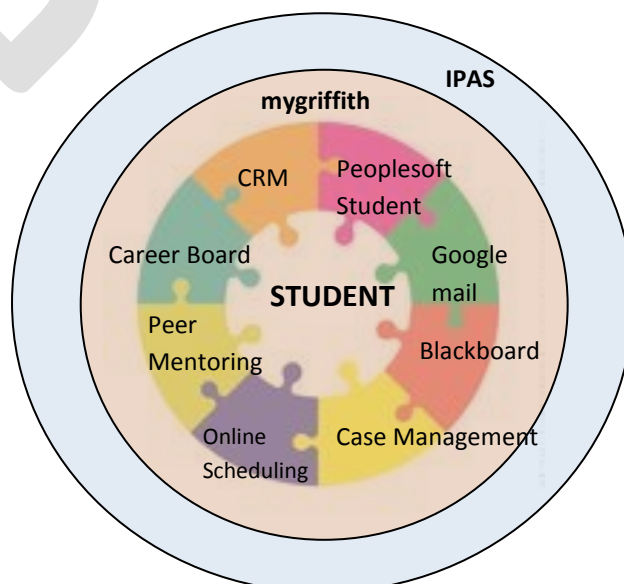 IPAS
mygriffith
CRM
Peoplesoft
Student
Career Board
Google
mail
STUDENT
Peer
Mentoring
Blackboard
Online
Scheduling
Case Management